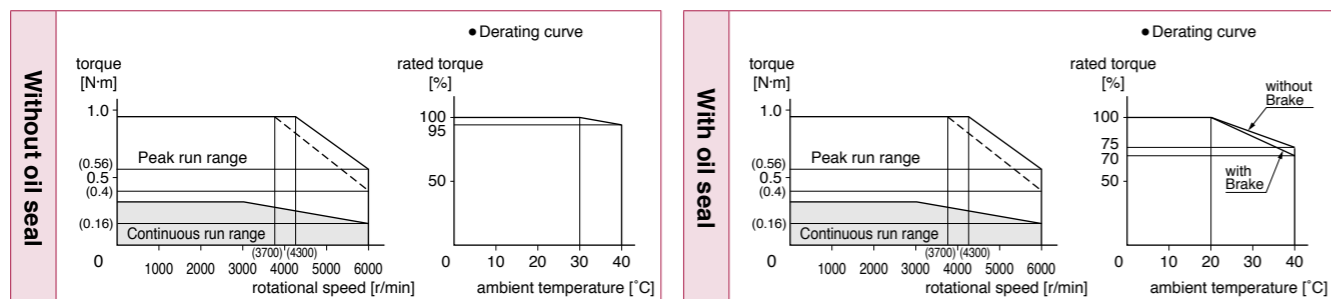 Without oil seal
● Derating curve
torque
[N·m]
1.0
(0.56)
0.5
(0.4)
(0.16)
0
Peak run range
Continuous run range
(3700) (4300)
1000 2000 3000 4000 5000 6000
rotational speed [r/min]
rated torque
[%]
100
95
50
0 10 20 30 40
ambient temperature [˚C]
With oil seal
● Derating curve
torque
[N·m]
1.0
(0.56)
0.5
(0.4)
(0.16)
0
Peak run range
Continuous run range
(3700) (4300)
1000 2000 3000 4000 5000 6000
rotational speed [r/min]
rated torque
[%]
without
Brake
100
75
70
50
with
Brake
0 10 20 30 40
ambient temperature [˚C]